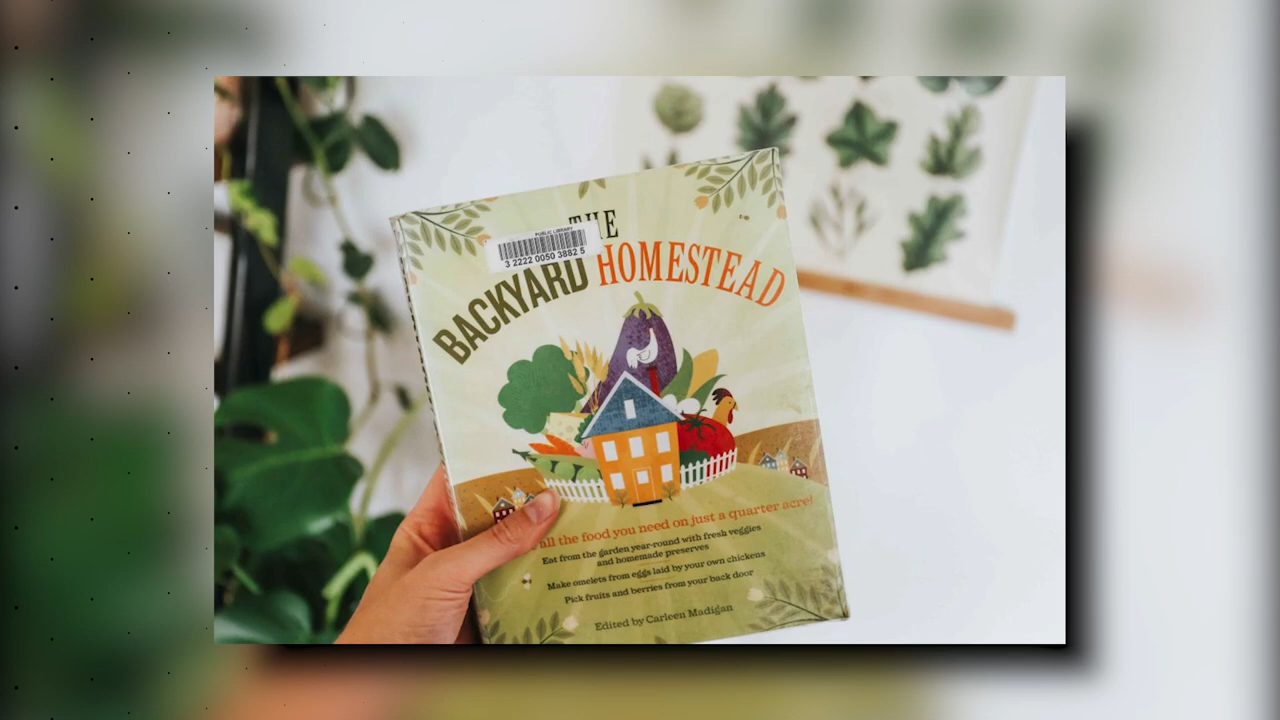 THE
PUBLIC LIBRARY
3 2222 0050 3882 5
BACKYARD HOMESTEAD
all the food you need on just a quarter acre!
Eat from the garden year-round with fresh veggies
and homemade preserves
Make omelets from eggs laid by your own chickens
Pick fruits and berries from your back door
Edited by Carleen Madigan